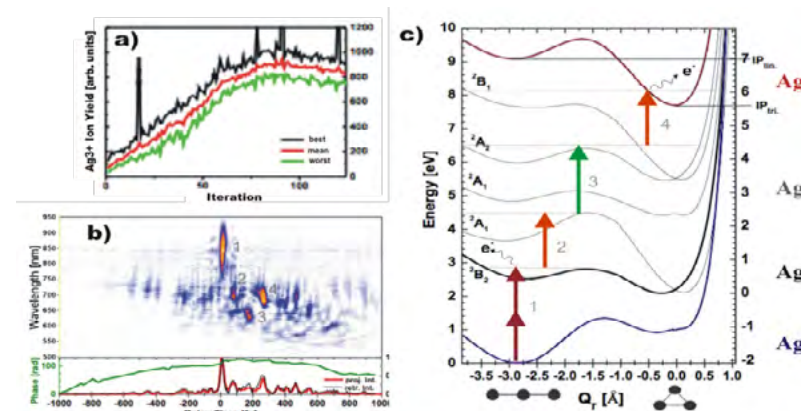 a)
Ag3+ Ion Yield [arb. units]
1200
1000
800
600
400
200
0
best
mean
worst
0 50 100
Iteration
b)
Wavelength [nm]
950
900
850
800
750
700
650
600
550
500
1
2
4
3
Phase [rad]
100
0
proj. Int.
retr. Int.
-1000 -800 -600 -400 -200 0 200 400 600 800
c)
Energy [eV]
10
9
8
7
6
5
4
3
2
1
0
²B₁
²A₂
²A₁
²A₁
²B₂
e⁻
e⁻
4
3
2
1
7
6
5
4
3
2
1
0
-1
-2
IPlin.
IPtri.
Ag
Ag
Ag
Ag
-3.5 -3.0 -2.5 -2.0 -1.5 -1.0 -0.5 0.0 0.5 1.0
Qr [Å]